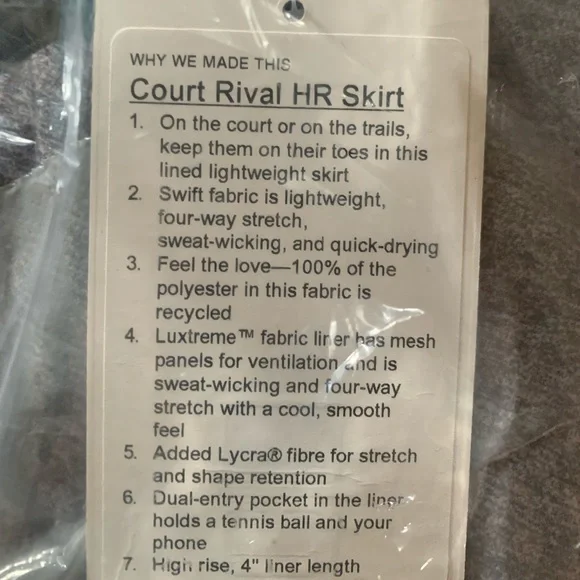 WHY WE MADE THIS
Court Rival HR Skirt
1. On the court or on the trails,
keep them on their toes in this
lined lightweight skirt
2. Swift fabric is lightweight,
four-way stretch,
sweat-wicking, and quick-drying
3. Feel the love—100% of the
polyester in this fabric is
recycled
4. Luxtreme™ fabric liner has mesh
panels for ventilation and is
sweat-wicking and four-way
stretch with a cool, smooth
feel
5. Added Lycra® fibre for stretch
and shape retention
6. Dual-entry pocket in the liner
holds a tennis ball and your
phone
7. High rise, 4" liner length